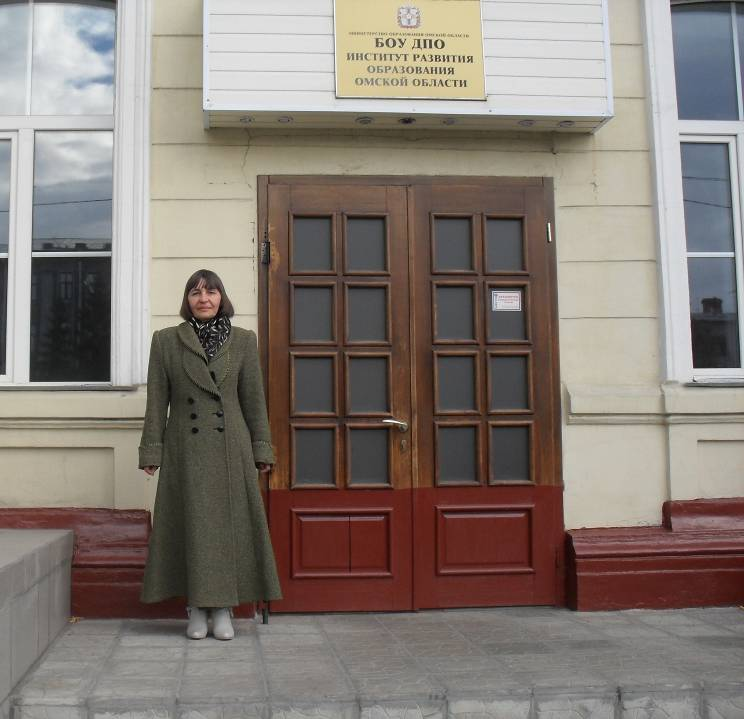 МИНИСТЕРСТВО ОБРАЗОВАНИЯ ОМСКОЙ ОБЛАСТИ
БОУ ДПО
ИНСТИТУТ РАЗВИТИЯ
ОБРАЗОВАНИЯ
ОМСКОЙ ОБЛАСТИ